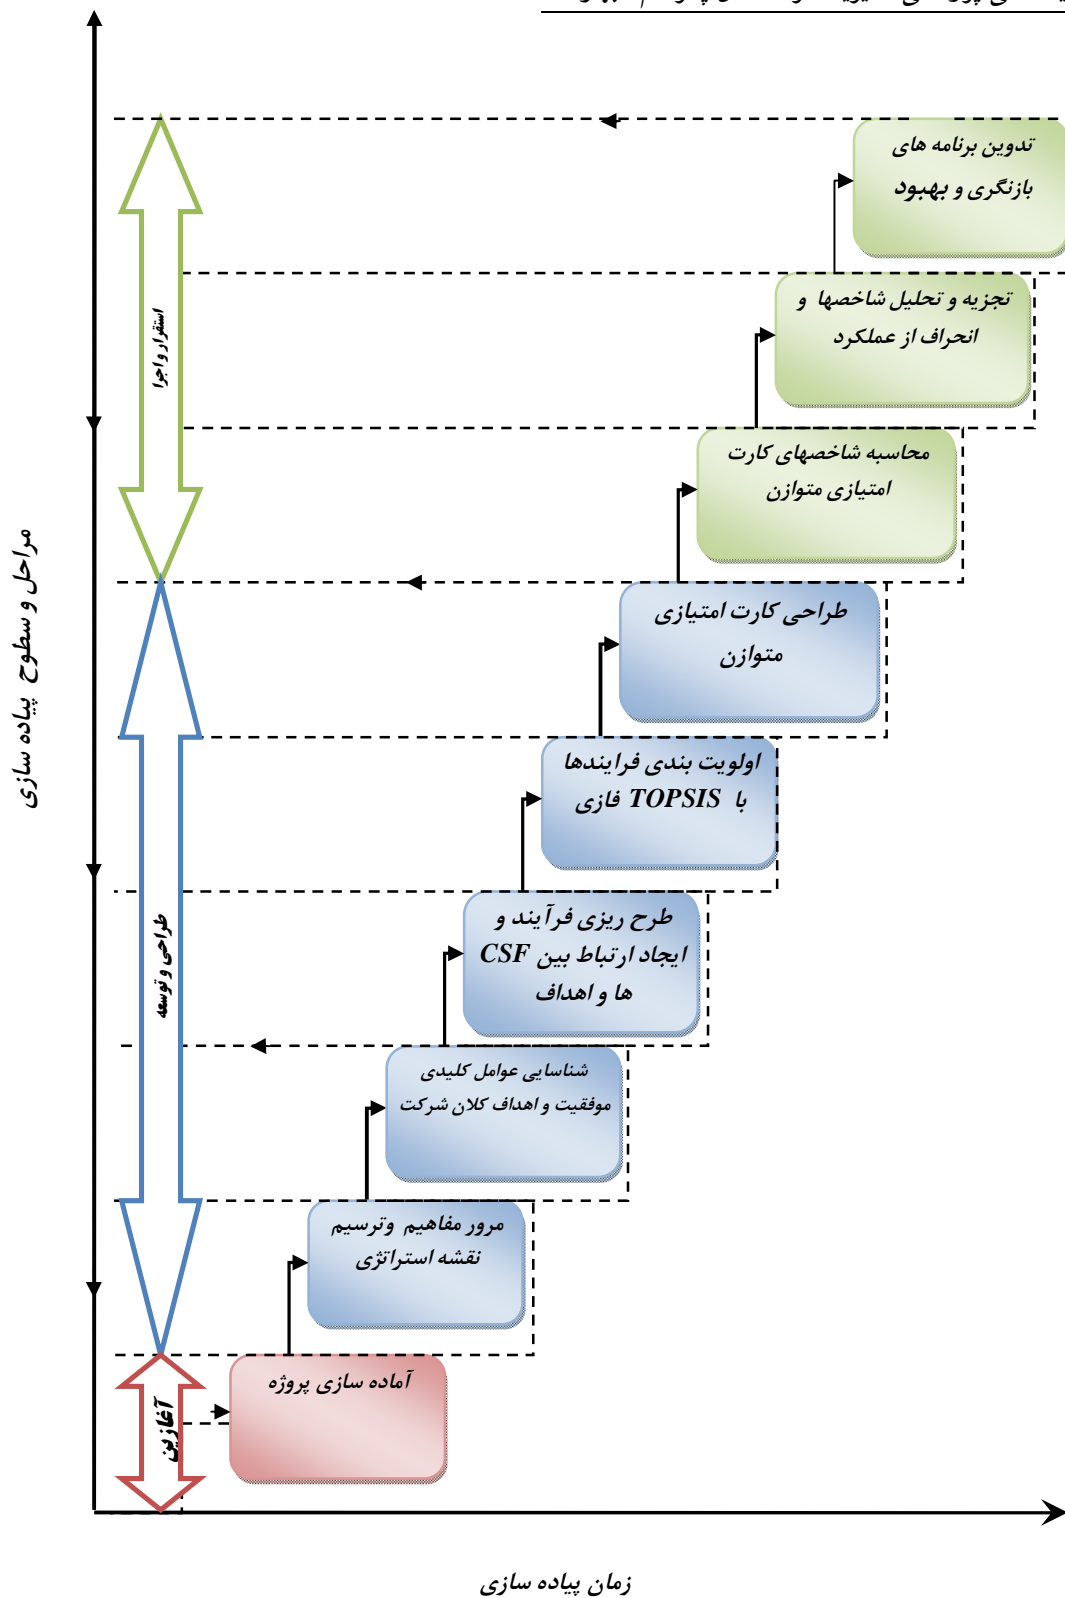 تدوین برنامه های
بازنگری و بهبود
تجزیه و تحلیل شاخصها و
انحراف از عملکرد
محاسبه شاخصهای کارت
امتیازی متوازن
طراحی کارت امتیازی
متوازن
اولویت بندی فرایندها
با TOPSIS فازی
طرح ریزی فرآیند و
ایجاد ارتباط بین CSF
ها و اهداف
شناسایی عوامل کلیدی
موفقیت و اهداف کلان شرکت
مرور مفاهیم وترسیم
نقشه استراتژی
آماده سازی پروژه
استقرار و اجرا
طراحی و توسعه
آغازین
مراحل و سطوح پیاده سازی
زمان پیاده سازی